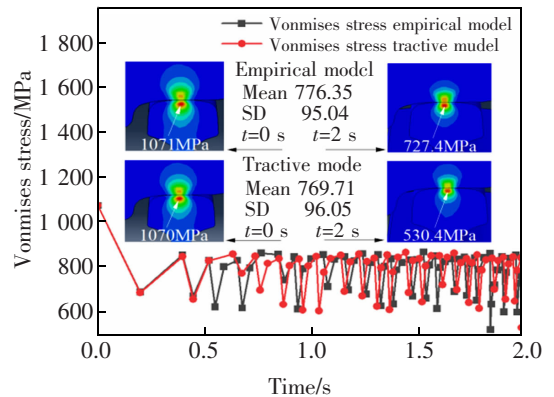 Vonmises stress empirical model
Vonmises stress tractive mudel
Empirical modcl
Mean 776.35
SD 95.04
t=0 s t=2 s
1071MPa
727.4MPa
Tractive mode
Mean 769.71
SD 96.05
t=0 s t=2 s
1070MPa
530.4MPa
Vonmises stress/MPa
1 850
1 600
1 400
1 200
1 000
800
600
0.0 0.5 1.0 1.5 2.0
Time/s